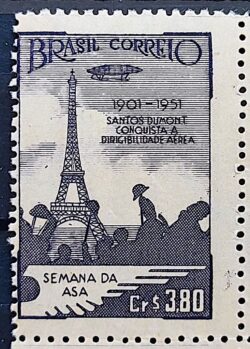 BRASIL CORREIO
1901-1951
SANTOS DUMONT
CONQUISTA A
DIRIGIBILIDADE AÉREA
SEMANA DA
ASA
Cr$ 3,80